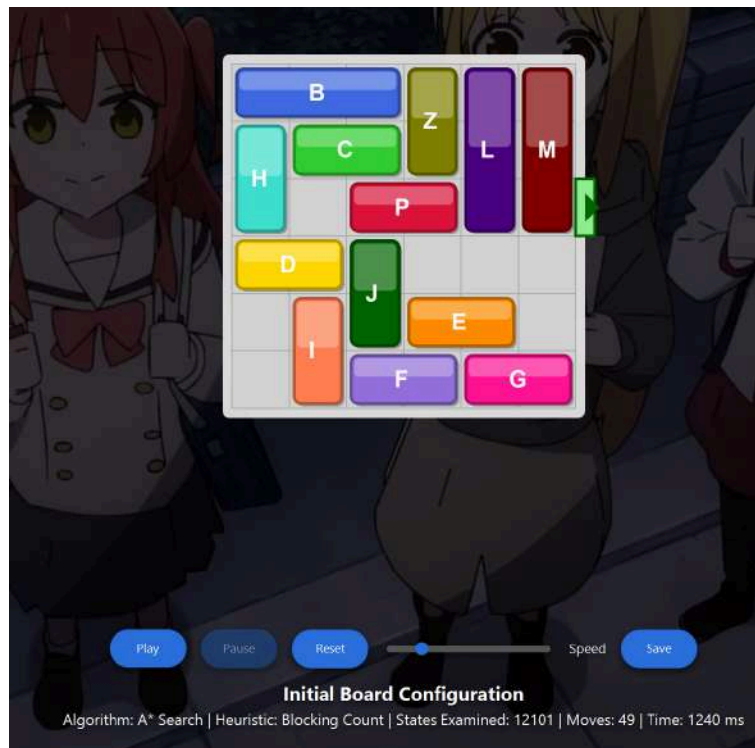 B Z L M
H C
P
D J
I E
F G
Play Pause Reset Speed Save
Initial Board Configuration
Algorithm: A* Search | Heuristic: Blocking Count | States Examined: 12101 | Moves: 49 | Time: 1240 ms